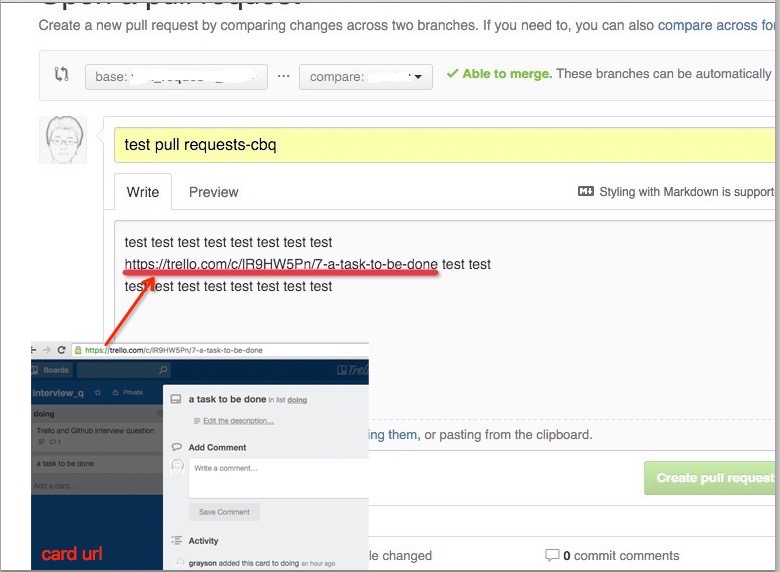 Open a pull request
Create a new pull request by comparing changes across two branches. If you need to, you can also compare across fo
base:
... compare:
Able to merge. These branches can be automatically
test pull requests-cbq
Write Preview
Styling with Markdown is support
test test test test test test test test
https://trello.com/c/lR9HW5Pn/7-a-task-to-be-done test test
test test test test test test test test
https://trello.com/c/lR9HW5Pn/7-a-task-to-be-done
Boards
Interview_q Private
doing
Trello and Github interview question
1
a task to be done
Add a card...
a task to be done in list doing
Edit the description...
Add Comment
Write a comment...
Save Comment
Activity
grayson added this card to doing an hour ago
card url
ing them, or pasting from the clipboard.
Create pull request
le changed
0 commit comments